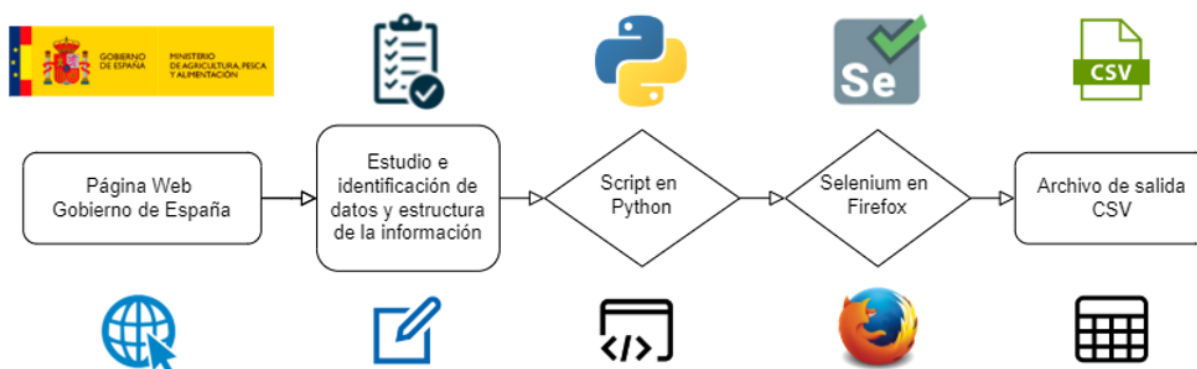 GOBIERNO
DE ESPAÑA
MINISTERIO
DE AGRICULTURA, PESCA
Y ALIMENTACIÓN
Se
CSV
Página Web
Gobierno de España
Estudio e
identificación de
datos y estructura
de la información
Script en
Python
Selenium en
Firefox
Archivo de salida
CSV